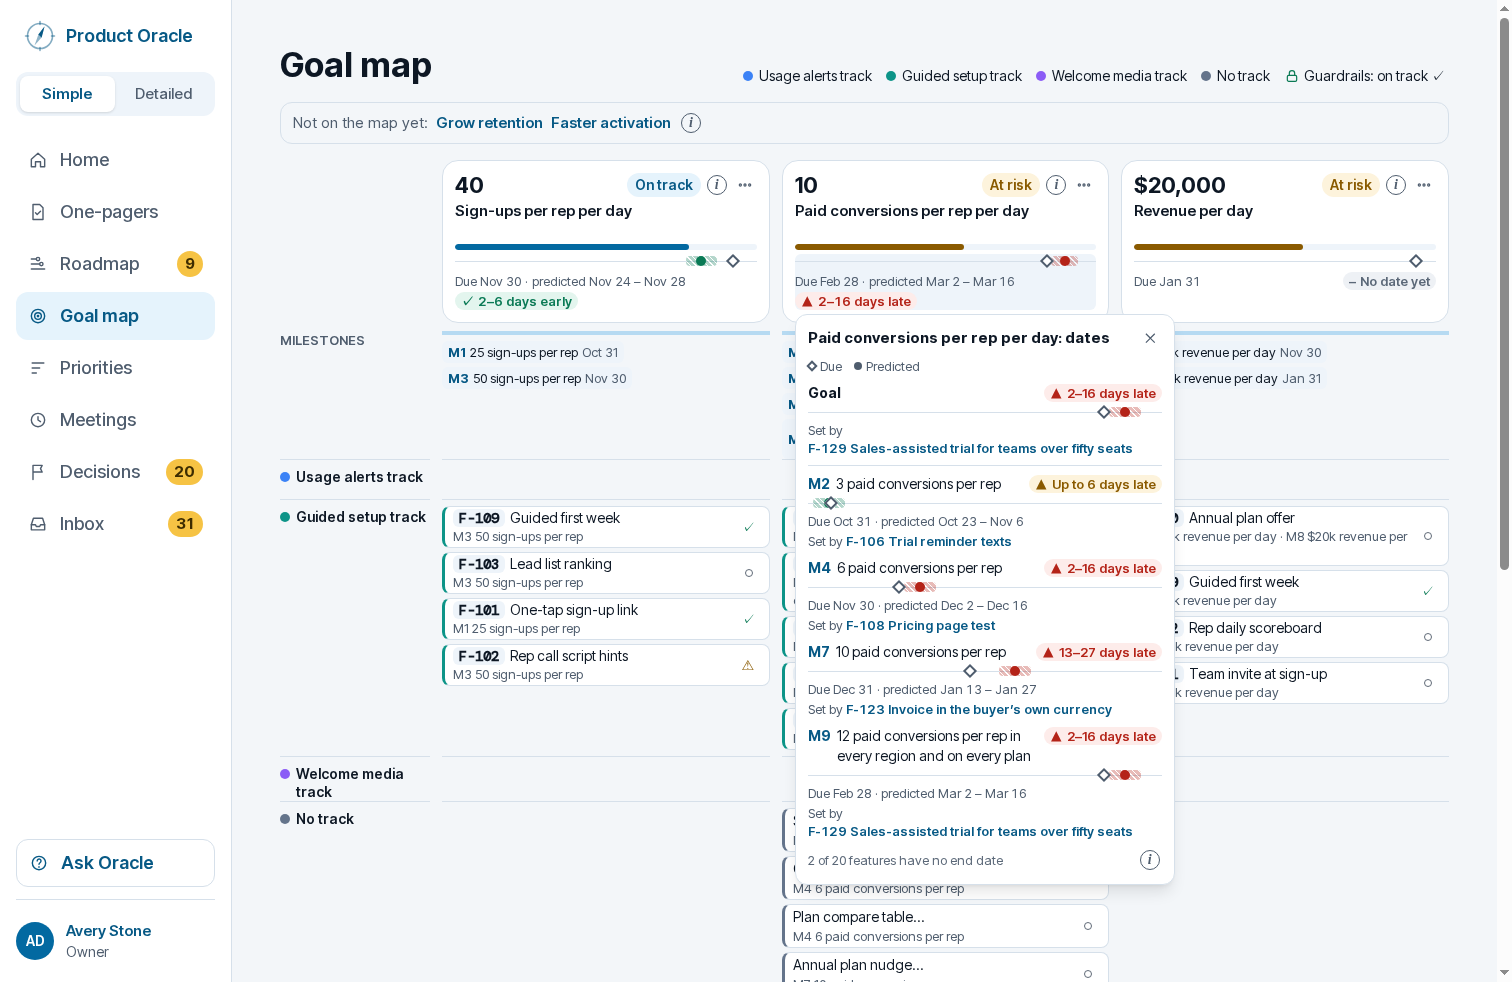 Product Oracle
Simple Detailed
Home
One-pagers
Roadmap 9
Goal map
Priorities
Meetings
Decisions 20
Inbox 31
Ask Oracle
AD Avery Stone
Owner
Goal map
Usage alerts track Guided setup track Welcome media track No track Guardrails: on track ✓
Not on the map yet: Grow retention Faster activation i
40 On track i •••
Sign-ups per rep per day
Due Nov 30 · predicted Nov 24 – Nov 28
✓ 2–6 days early
10 At risk i •••
Paid conversions per rep per day
Due Feb 28 · predicted Mar 2 – Mar 16
▲ 2–16 days late
$20,000 At risk i •••
Revenue per day
Due Jan 31 – No date yet
MILESTONES
M1 25 sign-ups per rep Oct 31
M3 50 sign-ups per rep Nov 30
k revenue per day Nov 30
k revenue per day Jan 31
Paid conversions per rep per day: dates
Due Predicted
Goal ▲ 2–16 days late
Set by
F-129 Sales-assisted trial for teams over fifty seats
M2 3 paid conversions per rep ▲ Up to 6 days late
Due Oct 31 · predicted Oct 23 – Nov 6
Set by F-106 Trial reminder texts
M4 6 paid conversions per rep ▲ 2–16 days late
Due Nov 30 · predicted Dec 2 – Dec 16
Set by F-108 Pricing page test
M7 10 paid conversions per rep ▲ 13–27 days late
Due Dec 31 · predicted Jan 13 – Jan 27
Set by F-123 Invoice in the buyer’s own currency
M9 12 paid conversions per rep in
every region and on every plan
▲ 2–16 days late
Due Feb 28 · predicted Mar 2 – Mar 16
Set by
F-129 Sales-assisted trial for teams over fifty seats
2 of 20 features have no end date i
Usage alerts track
Guided setup track
F-109 Guided first week ✓
M3 50 sign-ups per rep
F-103 Lead list ranking
M3 50 sign-ups per rep
F-101 One-tap sign-up link ✓
M1 25 sign-ups per rep
F-102 Rep call script hints ⚠
M3 50 sign-ups per rep
Annual plan offer
k revenue per day · M8 $20k revenue per
Guided first week ✓
k revenue per day
Rep daily scoreboard
k revenue per day
Team invite at sign-up
k revenue per day
Welcome media
track
No track
M4 6 paid conversions per rep
Plan compare table…
M4 6 paid conversions per rep
Annual plan nudge…